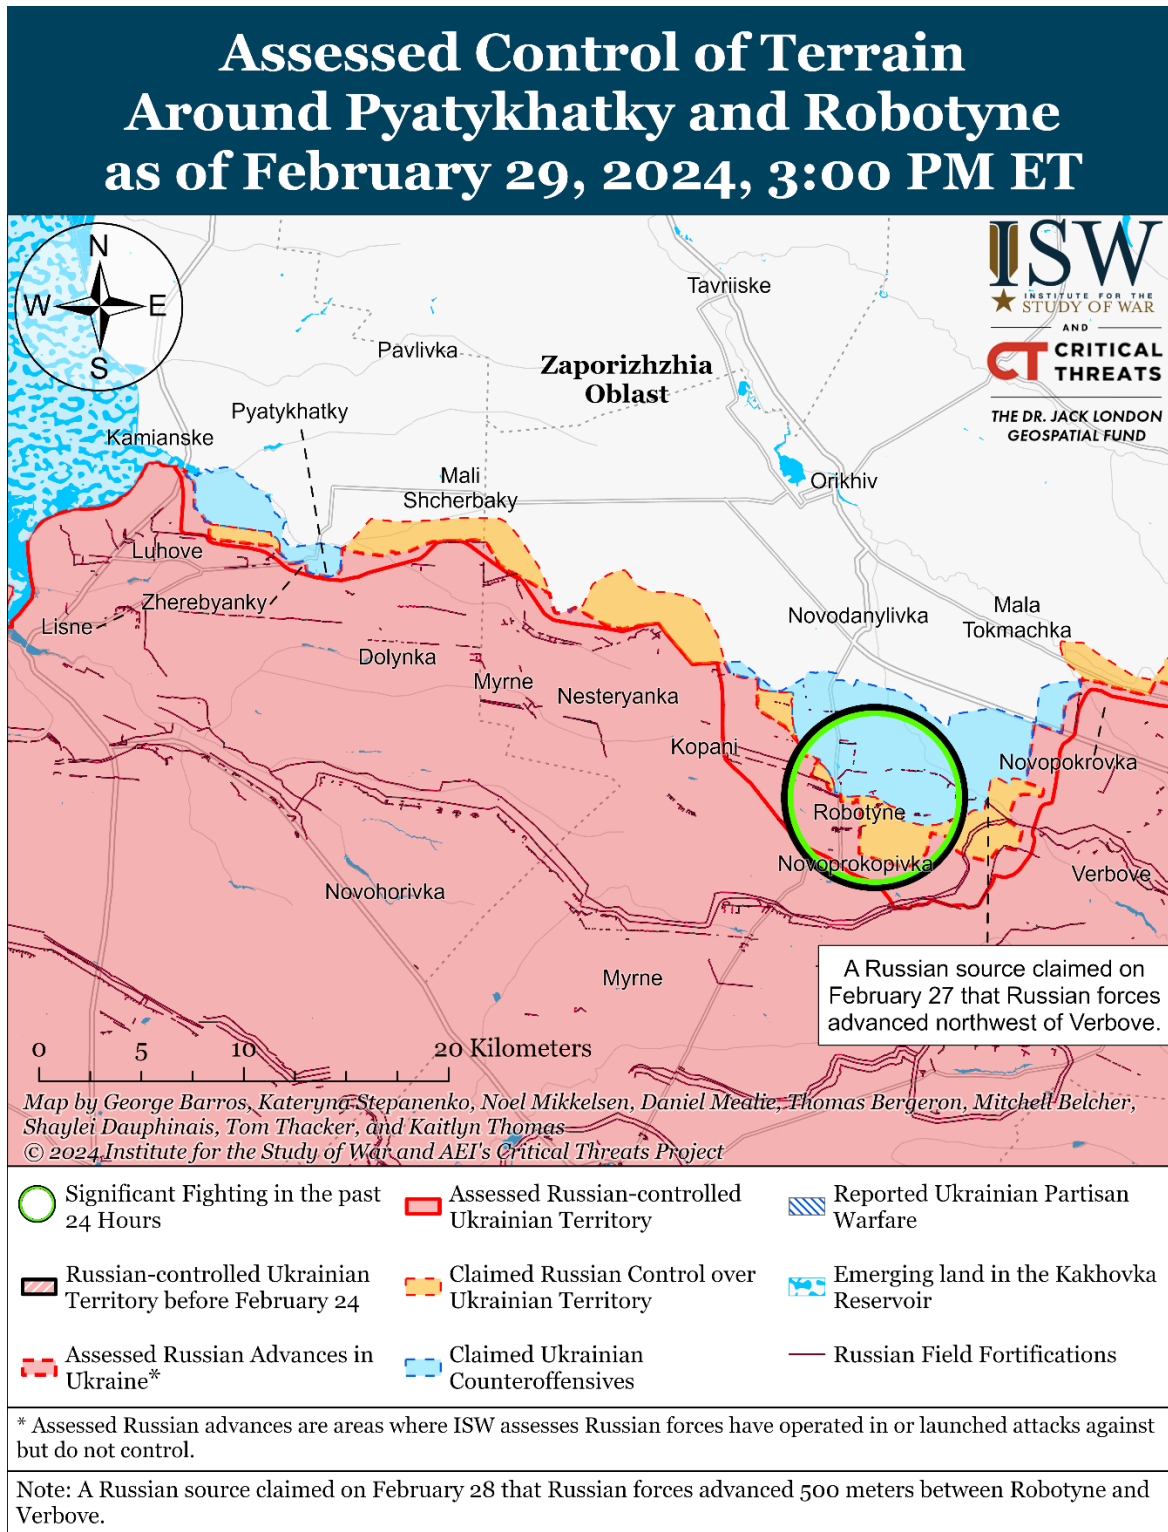 Assessed Control of Terrain
Around Pyatykhatky and Robotyne
as of February 29, 2024, 3:00 PM ET
N
W
E
S
ISW
INSTITUTE FOR THE
STUDY OF WAR
AND
CT CRITICAL
THREATS
THE DR. JACK LONDON
GEOSPATIAL FUND
Tavriiske
Pavlivka
Zaporizhzhia
Oblast
Pyatykhatky
Kamianske
Mali
Shcherbaky
Orikhiv
Luhove
Zherebyanky
Lisne
Novodanylivka
Mala
Tokmachka
Dolynka
Myrne
Nesteryanka
Kopani
Novopokrovka
Robotyne
Novoprokopivka
Verbove
Novohorivka
Myrne
A Russian source claimed on
February 27 that Russian forces
advanced northwest of Verbove.
0 5 10 20 Kilometers
Map by George Barros, Kateryna Stepanenko, Noel Mikkelsen, Daniel Mealie, Thomas Bergeron, Mitchell Belcher,
Shaylei Dauphinais, Tom Thacker, and Kaitlyn Thomas
© 2024 Institute for the Study of War and AEI's Critical Threats Project
Significant Fighting in the past
24 Hours
Assessed Russian-controlled
Ukrainian Territory
Reported Ukrainian Partisan
Warfare
Russian-controlled Ukrainian
Territory before February 24
Claimed Russian Control over
Ukrainian Territory
Emerging land in the Kakhovka
Reservoir
Assessed Russian Advances in
Ukraine*
Claimed Ukrainian
Counteroffensives
Russian Field Fortifications
* Assessed Russian advances are areas where ISW assesses Russian forces have operated in or launched attacks against
but do not control.
Note: A Russian source claimed on February 28 that Russian forces advanced 500 meters between Robotyne and
Verbove.